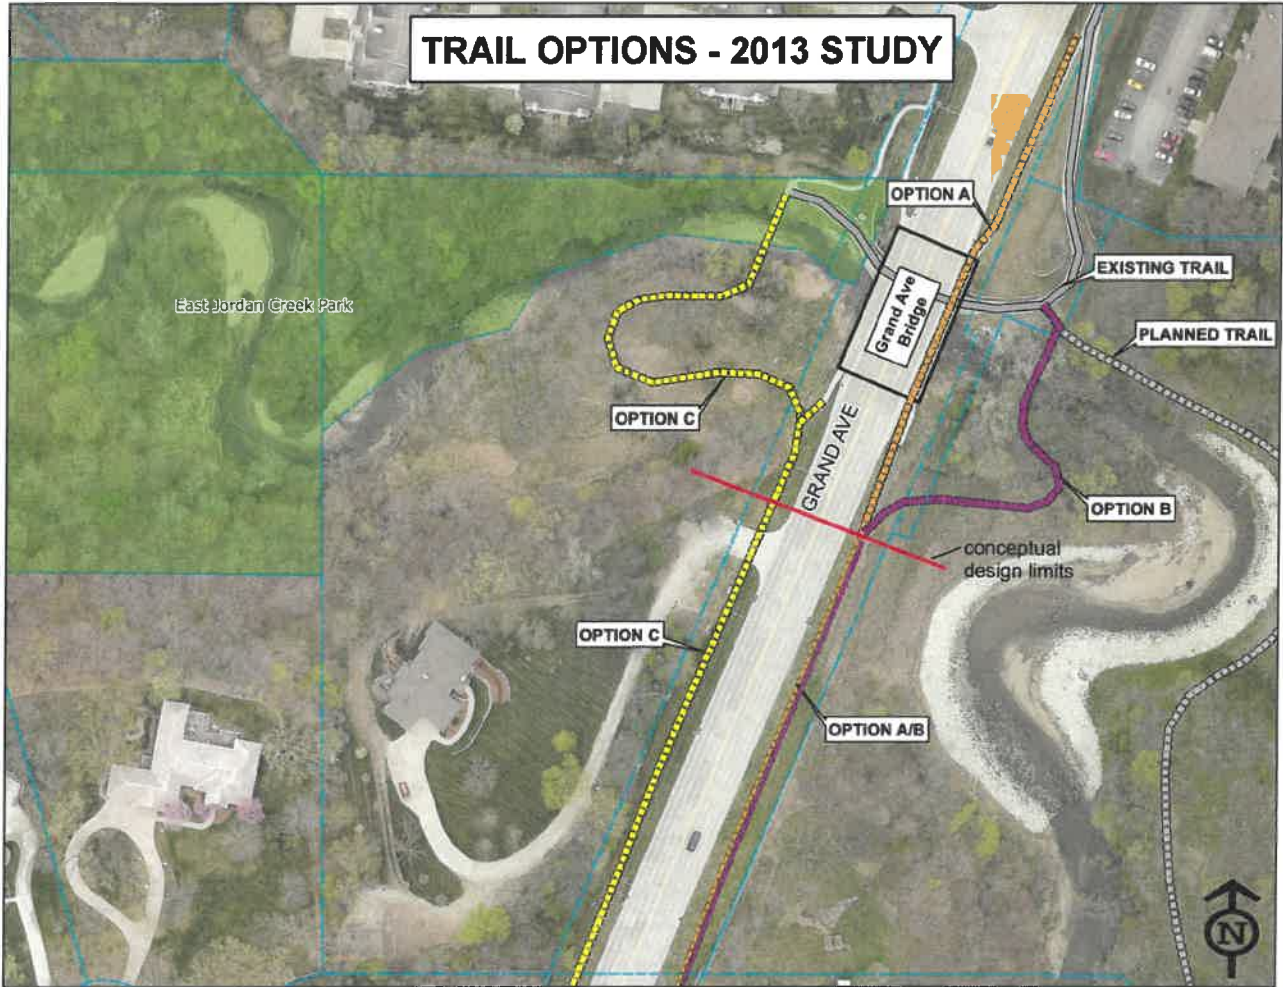 TRAIL OPTIONS - 2013 STUDY
OPTION A
EXISTING TRAIL
East Jordan Creek Park
Grand Ave
Bridge
PLANNED TRAIL
OPTION C
GRAND AVE
OPTION B
conceptual
design limits
OPTION C
OPTION A/B
N